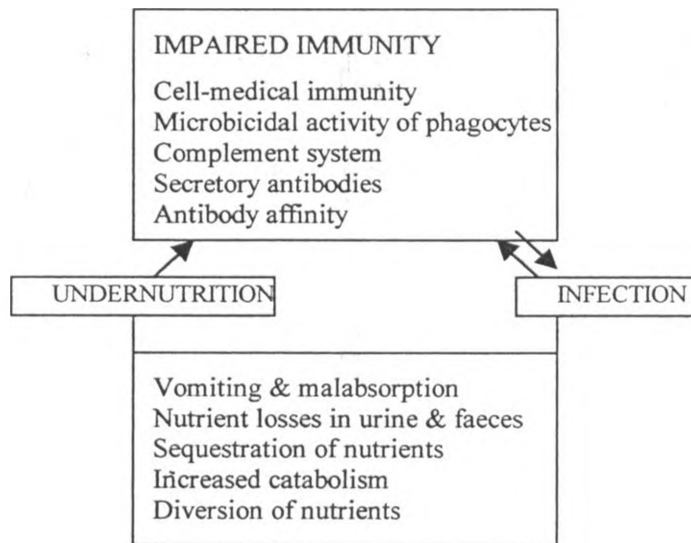 IMPAIRED IMMUNITY
Cell-medical immunity
Microbicidal activity of phagocytes
Complement system
Secretory antibodies
Antibody affinity
UNDERNUTRITION
INFECTION
Vomiting & malabsorption
Nutrient losses in urine & faeces
Sequestration of nutrients
Increased catabolism
Diversion of nutrients